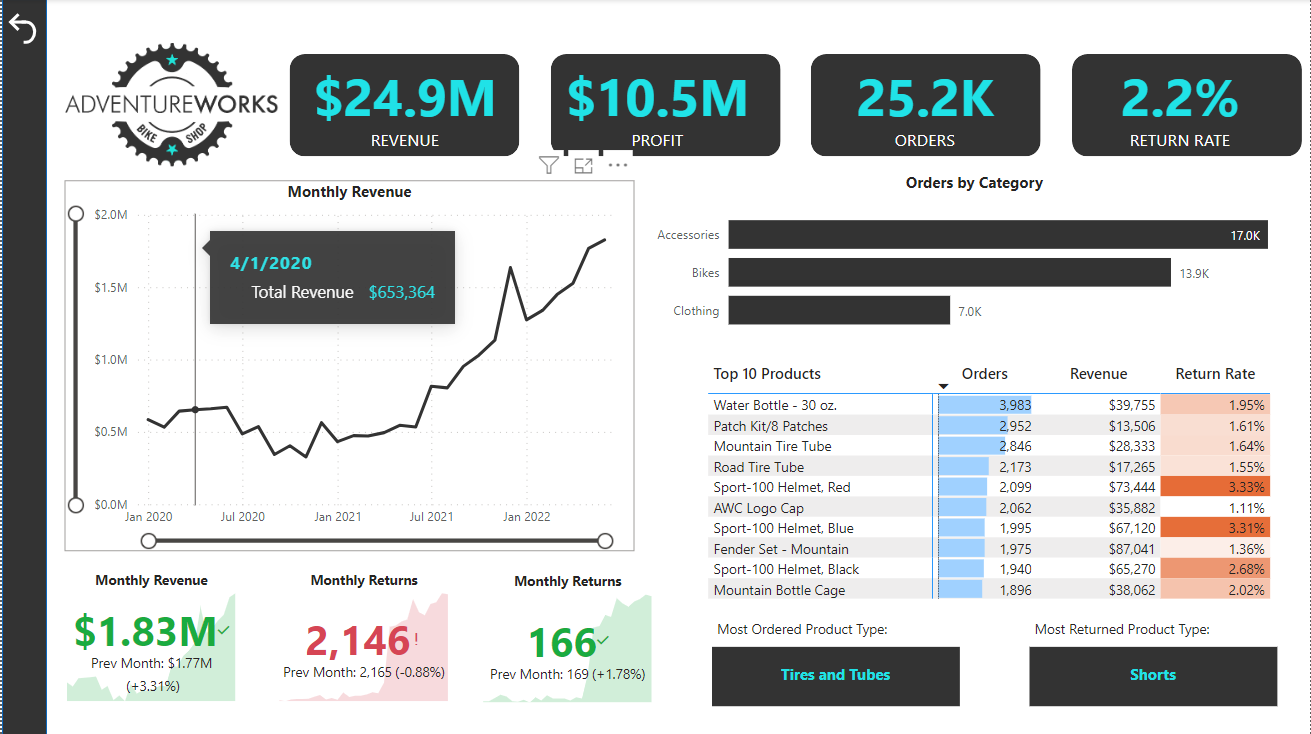 ADVENTUREWORKS
BIKE SHOP
$24.9M
REVENUE
$10.5M
PROFIT
25.2K
ORDERS
2.2%
RETURN RATE
Monthly Revenue
$2.0M
$1.5M
$1.0M
$0.5M
$0.0M
Jan 2020 Jul 2020 Jan 2021 Jul 2021 Jan 2022
4/1/2020
Total Revenue $653,364
Orders by Category
Accessories 17.0K
Bikes 13.9K
Clothing 7.0K
Top 10 Products Orders Revenue Return Rate
Water Bottle - 30 oz. 3,983 $39,755 1.95%
Patch Kit/8 Patches 2,952 $13,506 1.61%
Mountain Tire Tube 2,846 $28,333 1.64%
Road Tire Tube 2,173 $17,265 1.55%
Sport-100 Helmet, Red 2,099 $73,444 3.33%
AWC Logo Cap 2,062 $35,882 1.11%
Sport-100 Helmet, Blue 1,995 $67,120 3.31%
Fender Set - Mountain 1,975 $87,041 1.36%
Sport-100 Helmet, Black 1,940 $65,270 2.68%
Mountain Bottle Cage 1,896 $38,062 2.02%
Monthly Revenue
$1.83M
Prev Month: $1.77M
(+3.31%)
Monthly Returns
2,146!
Prev Month: 2,165 (-0.88%)
Monthly Returns
166
Prev Month: 169 (+1.78%)
Most Ordered Product Type:
Tires and Tubes
Most Returned Product Type:
Shorts